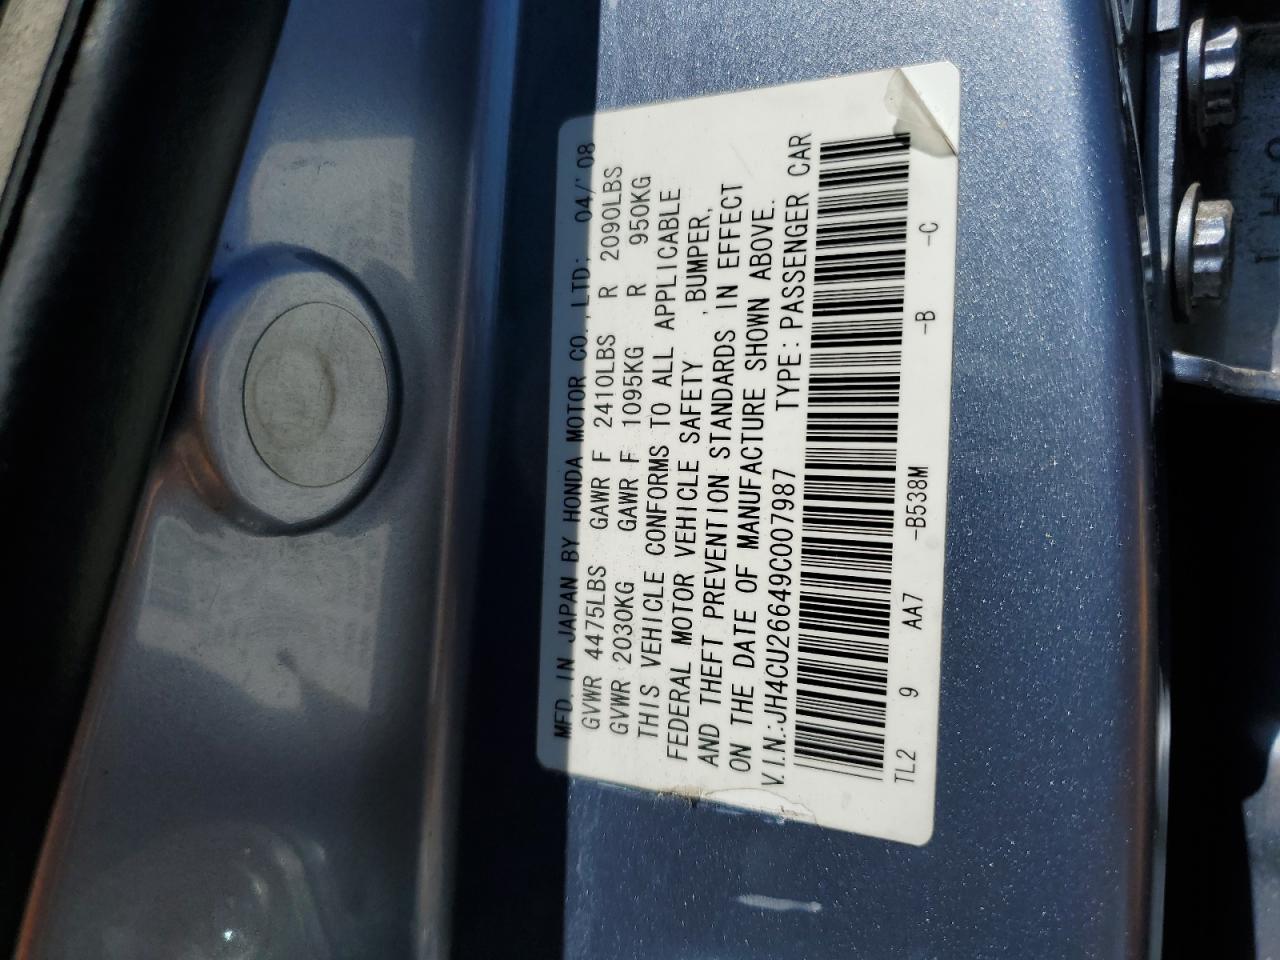 MFD. IN JAPAN BY HONDA MOTOR CO., LTD. 04/'08
GVWR 4475LBS GAWR F 2410LBS R 2090LBS
GVWR 2030KG GAWR F 1095KG R 950KG
THIS VEHICLE CONFORMS TO ALL APPLICABLE
FEDERAL MOTOR VEHICLE SAFETY , BUMPER,
AND THEFT PREVENTION STANDARDS IN EFFECT
ON THE DATE OF MANUFACTURE SHOWN ABOVE.
V.I.N.:JH4CU26649C007987 TYPE: PASSENGER CAR
TL2 9 AA7 -B538M -B -C